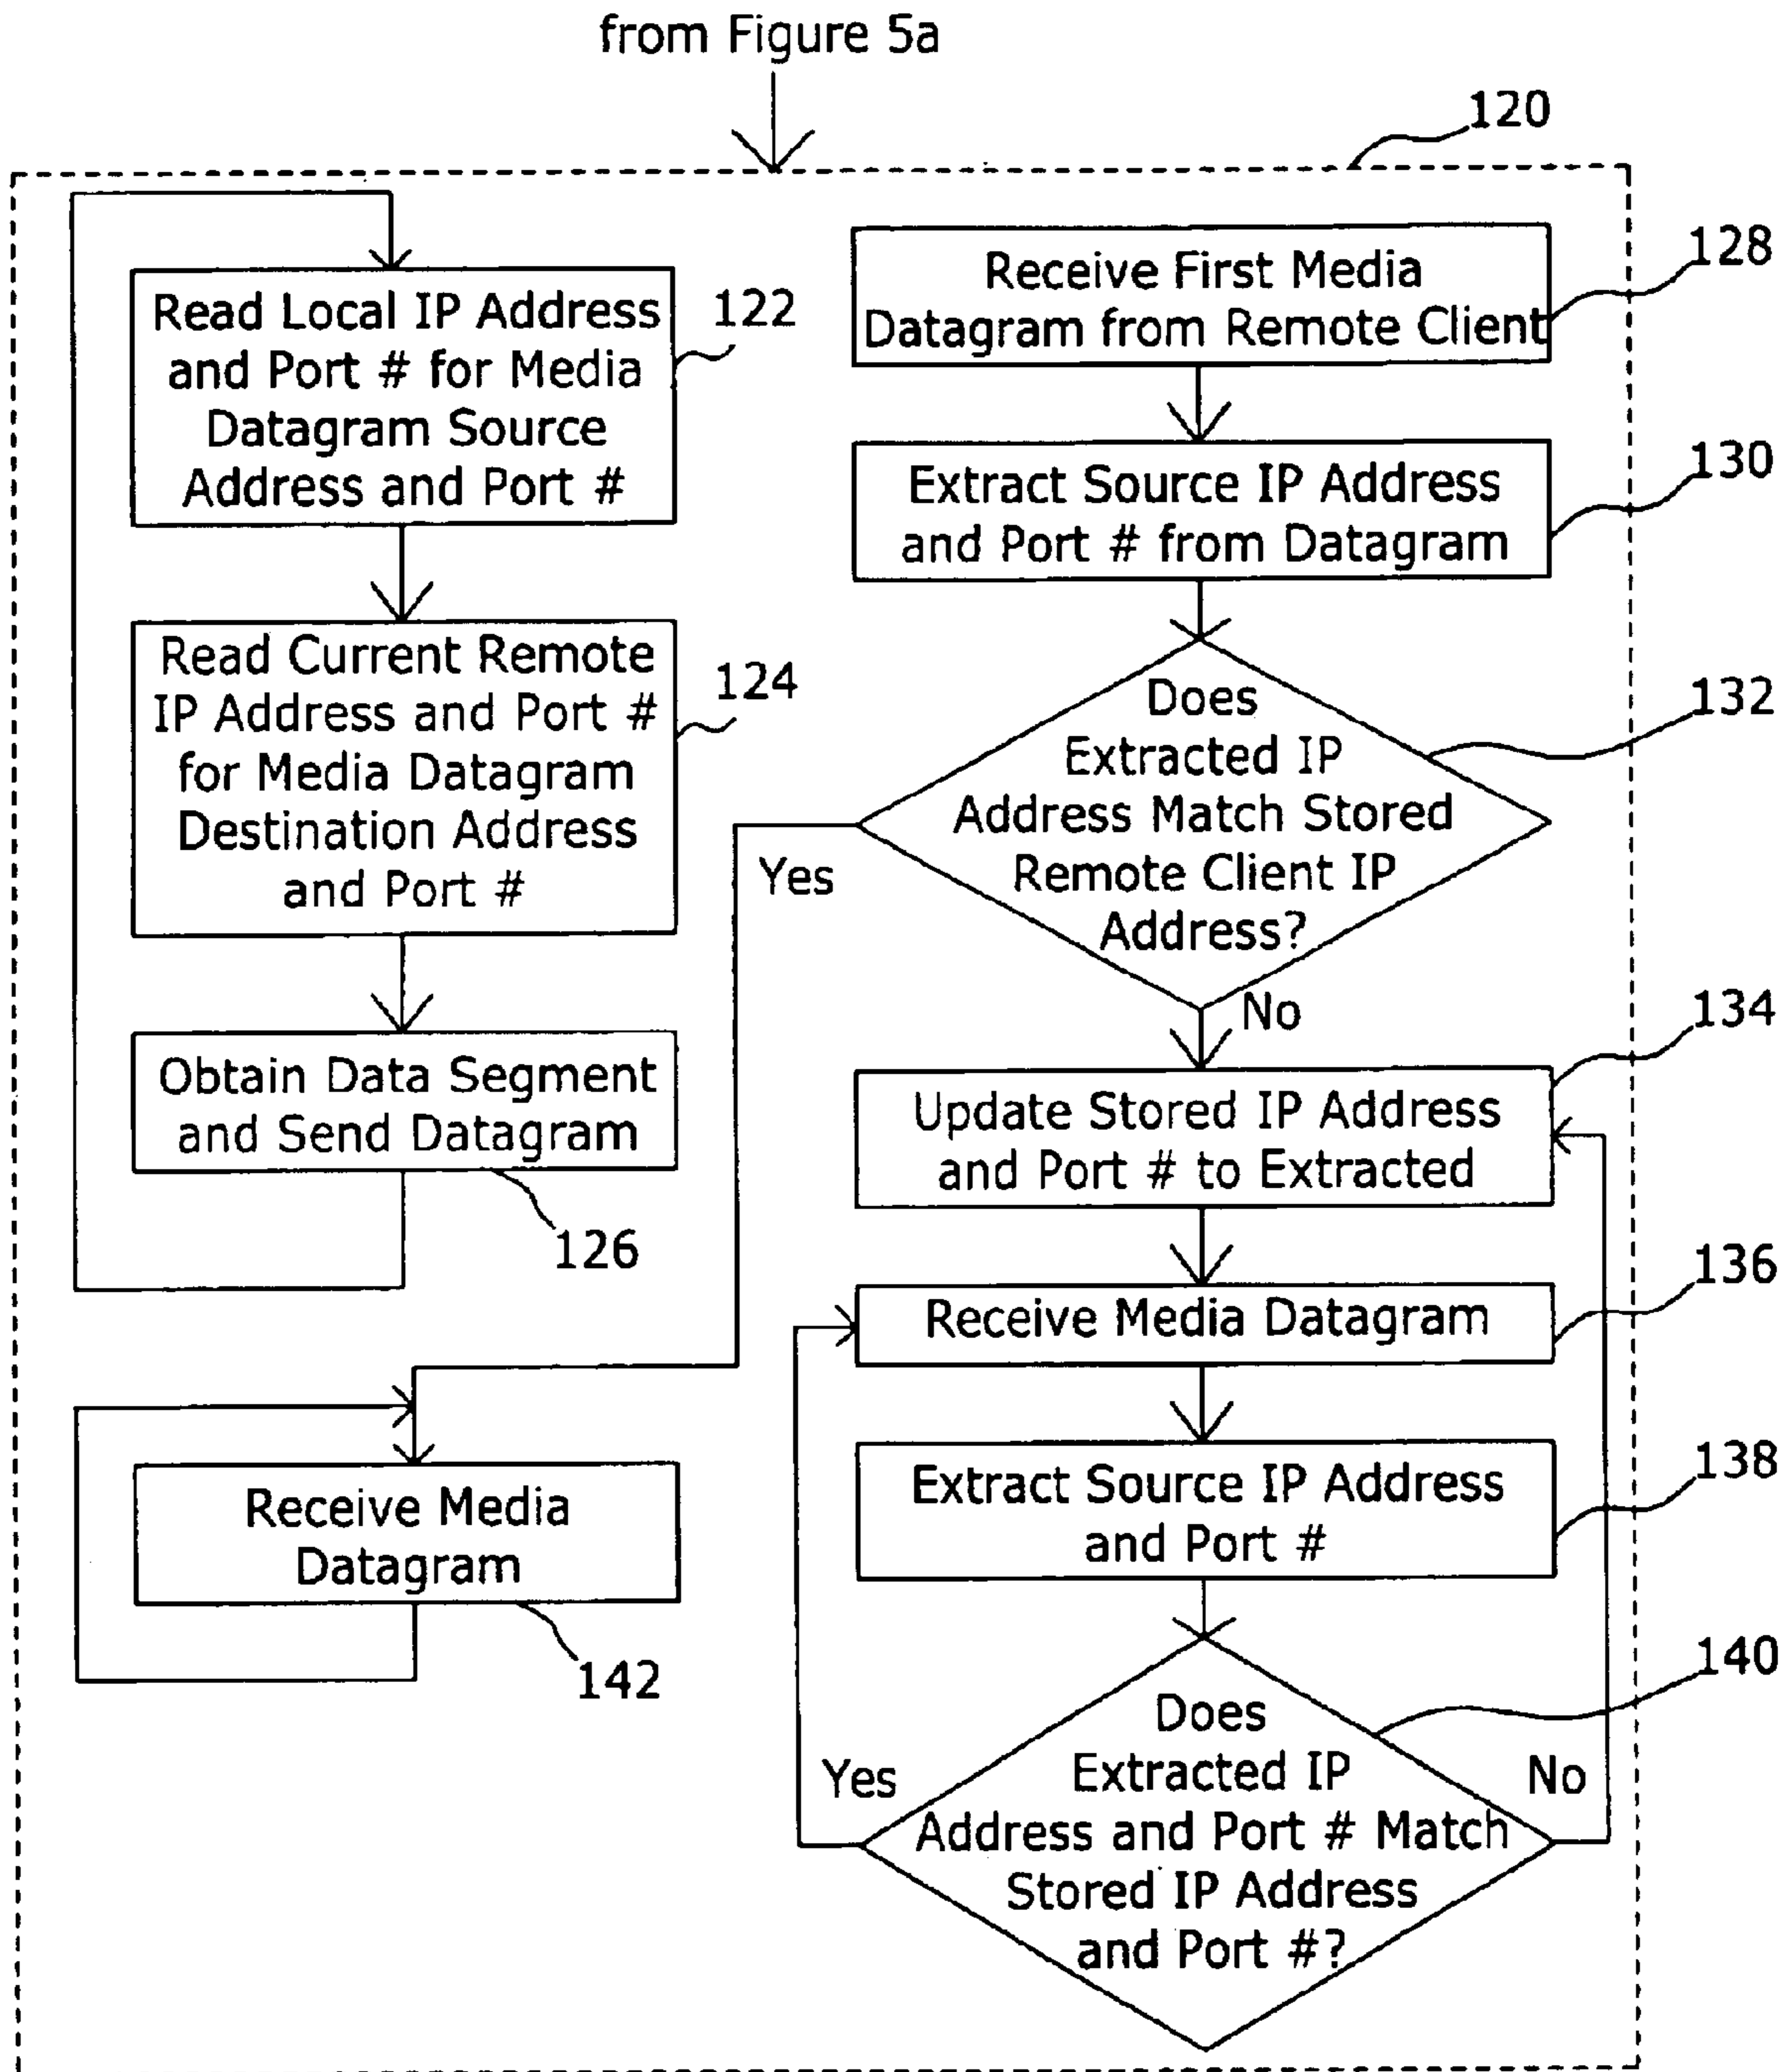 from Figure 5a
120
Read Local IP Address
and Port # for Media
Datagram Source
Address and Port #
122
Read Current Remote
IP Address and Port #
for Media Datagram
Destination Address
and Port #
124
Obtain Data Segment
and Send Datagram
126
Receive First Media
Datagram from Remote Client
128
Extract Source IP Address
and Port # from Datagram
130
Does
Extracted IP
Address Match Stored
Remote Client IP
Address?
132
Yes
No
Update Stored IP Address
and Port # to Extracted
134
Receive Media Datagram
136
Extract Source IP Address
and Port #
138
Does
Extracted IP
Address and Port # Match
Stored IP Address
and Port #?
140
Yes
No
Receive Media
Datagram
142